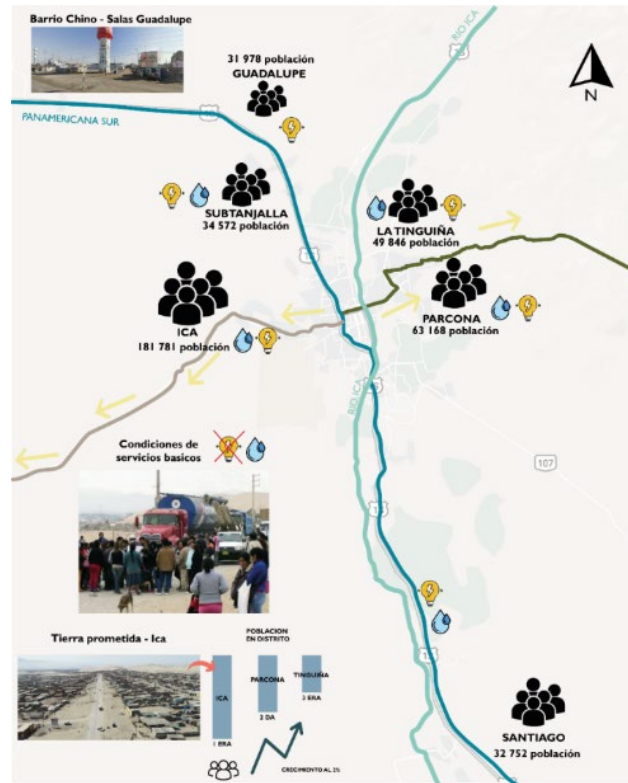 Barrio Chino - Salas Guadalupe
31 978 población
GUADALUPE
RIO ICA
N
PANAMERICANA SUR
SUBTANJALLA
34 572 población
LA TINGUIÑA
49 846 población
ICA
181 781 población
PARCONA
63 168 población
RIO ICA
Condiciones de
servicios basicos
107
Tierra prometida - Ica
POBLACION
EN DISTRITO
ICA
PARCONA
TINGUIÑA
1 ERA
2 DA
3 ERA
CRECIMIENTO AL 2%
SANTIAGO
32 752 población